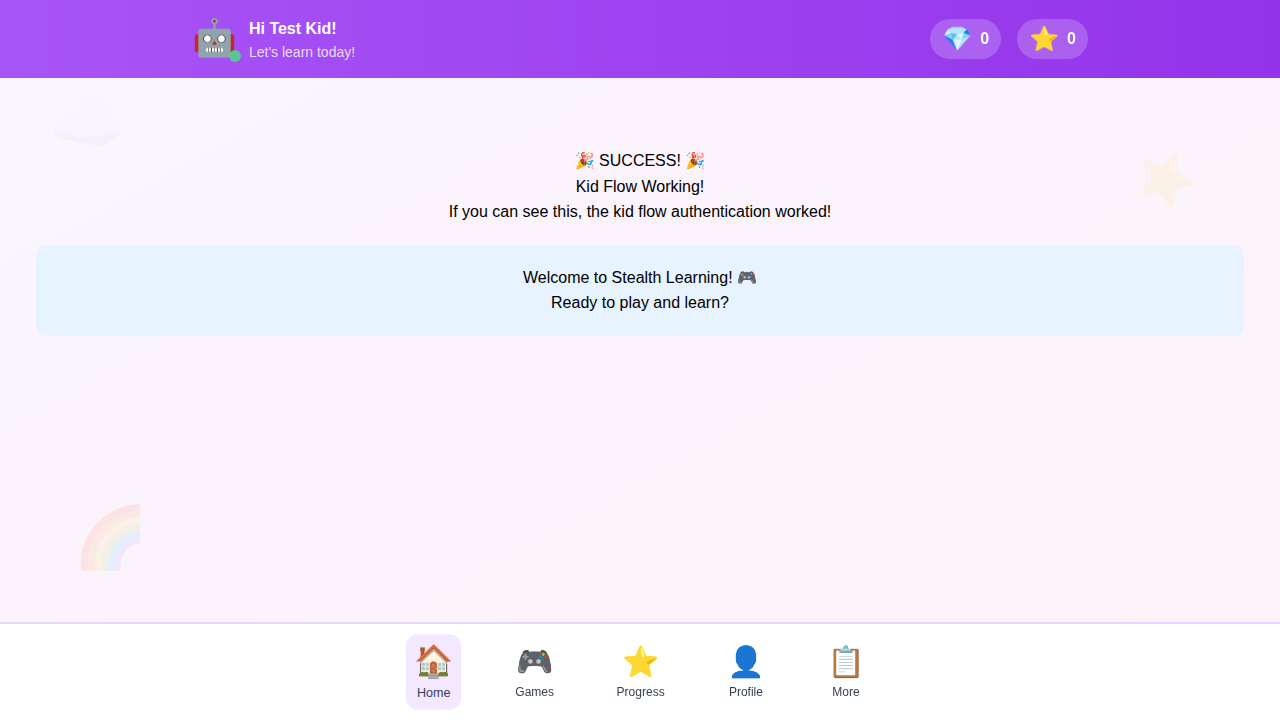 Hi Test Kid!
Let's learn today!
0
0
🎉 SUCCESS! 🎉
Kid Flow Working!
If you can see this, the kid flow authentication worked!
Welcome to Stealth Learning! 🎮
Ready to play and learn?
Home
Games
Progress
Profile
More